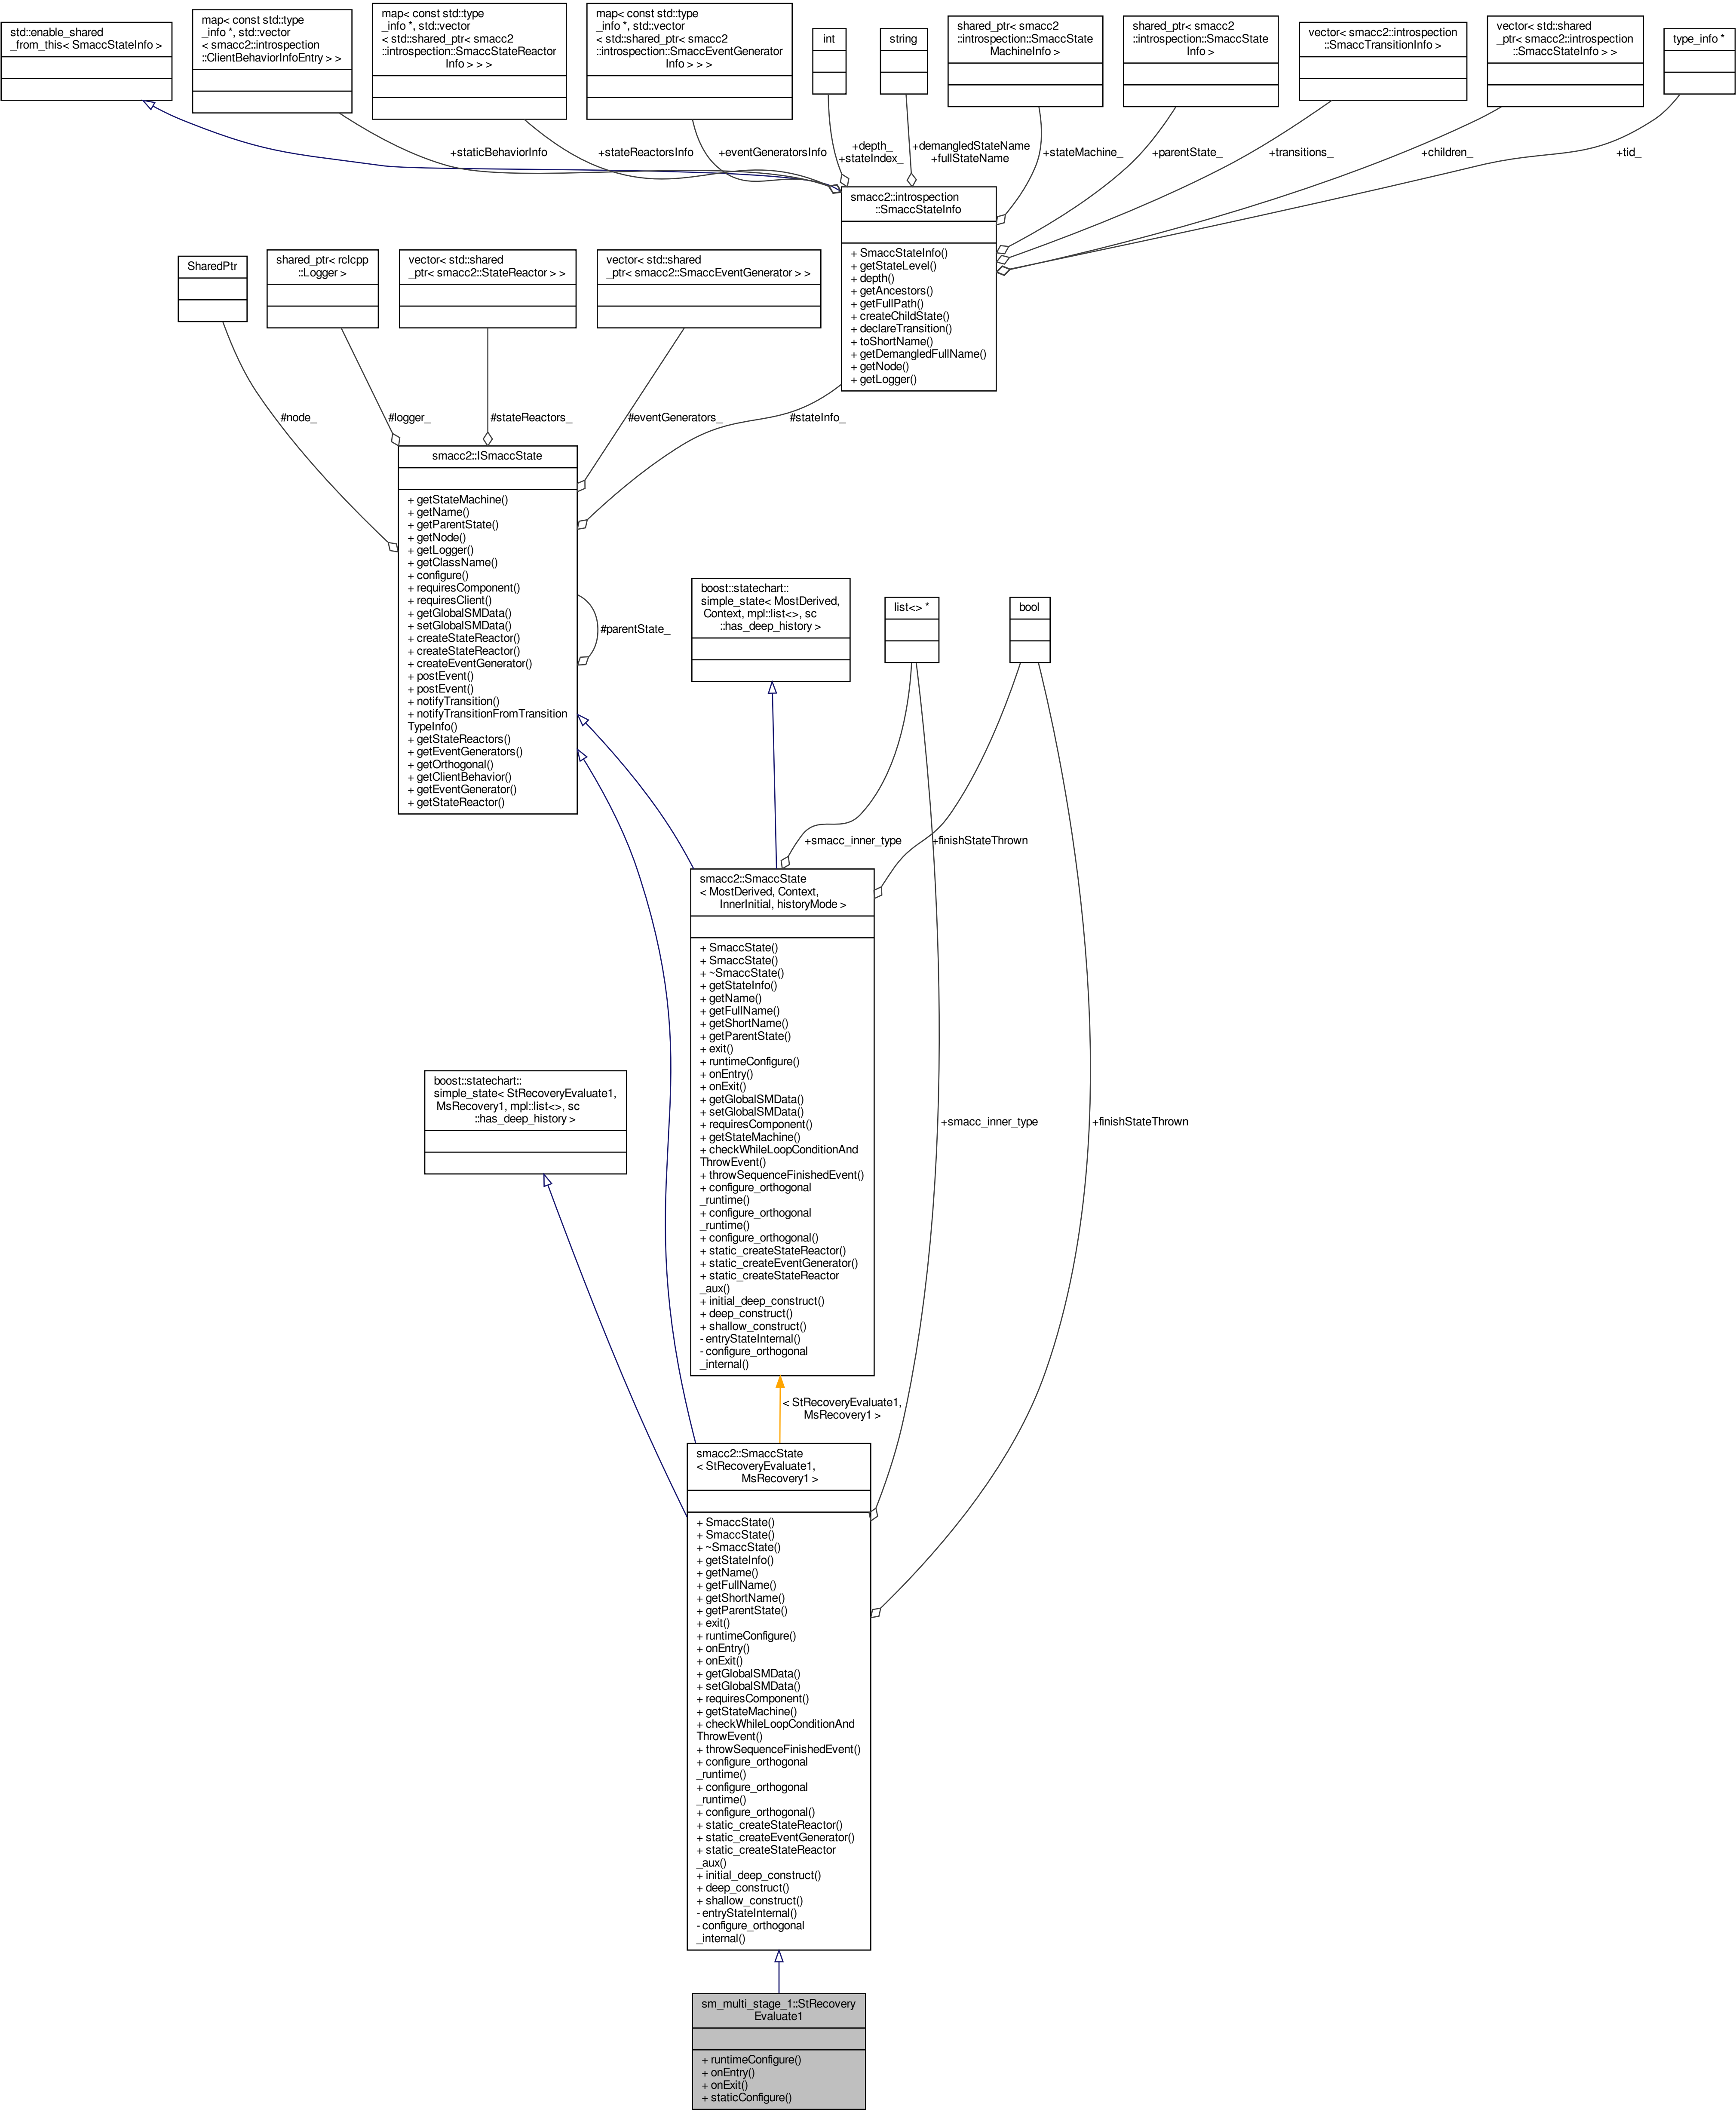 std::enable_shared
_from_this< SmaccStateInfo >
map< const std::type
_info *, std::vector
< smacc2::introspection
::ClientBehaviorInfoEntry > >
map< const std::type
_info *, std::vector
< std::shared_ptr< smacc2
::introspection::SmaccStateReactor
Info > > >
map< const std::type
_info *, std::vector
< std::shared_ptr< smacc2
::introspection::SmaccEventGenerator
Info > > >
int
string
shared_ptr< smacc2
::introspection::SmaccState
MachineInfo >
shared_ptr< smacc2
::introspection::SmaccState
Info >
vector< smacc2::introspection
::SmaccTransitionInfo >
vector< std::shared
_ptr< smacc2::introspection
::SmaccStateInfo > >
type_info *
+staticBehaviorInfo
+stateReactorsInfo
+eventGeneratorsInfo
+depth_
+stateIndex_
+demangledStateName
+fullStateName
+stateMachine_
+parentState_
+transitions_
+children_
+tid_
smacc2::introspection
::SmaccStateInfo
+ SmaccStateInfo()
+ getStateLevel()
+ depth()
+ getAncestors()
+ getFullPath()
+ createChildState()
+ declareTransition()
+ toShortName()
+ getDemangledFullName()
+ getNode()
+ getLogger()
SharedPtr
shared_ptr< rclcpp
::Logger >
vector< std::shared
_ptr< smacc2::StateReactor > >
vector< std::shared
_ptr< smacc2::SmaccEventGenerator > >
#node_
#logger_
#stateReactors_
#eventGenerators_
#stateInfo_
smacc2::ISmaccState
+ getStateMachine()
+ getName()
+ getParentState()
+ getNode()
+ getLogger()
+ getClassName()
+ configure()
+ requiresComponent()
+ requiresClient()
+ getGlobalSMData()
+ setGlobalSMData()
+ createStateReactor()
+ createStateReactor()
+ createEventGenerator()
+ postEvent()
+ postEvent()
+ notifyTransition()
+ notifyTransitionFromTransition
TypeInfo()
+ getStateReactors()
+ getEventGenerators()
+ getOrthogonal()
+ getClientBehavior()
+ getEventGenerator()
+ getStateReactor()
#parentState_
boost::statechart::
simple_state< MostDerived,
Context, mpl::list<>, sc
::has_deep_history >
list<> *
bool
+smacc_inner_type
+finishStateThrown
smacc2::SmaccState
< MostDerived, Context,
InnerInitial, historyMode >
+ SmaccState()
+ SmaccState()
+ ~SmaccState()
+ getStateInfo()
+ getName()
+ getFullName()
+ getShortName()
+ getParentState()
+ exit()
+ runtimeConfigure()
+ onEntry()
+ onExit()
+ getGlobalSMData()
+ setGlobalSMData()
+ requiresComponent()
+ getStateMachine()
+ checkWhileLoopConditionAnd
ThrowEvent()
+ throwSequenceFinishedEvent()
+ configure_orthogonal
_runtime()
+ configure_orthogonal
_runtime()
+ configure_orthogonal()
+ static_createStateReactor()
+ static_createEventGenerator()
+ static_createStateReactor
_aux()
+ initial_deep_construct()
+ deep_construct()
+ shallow_construct()
- entryStateInternal()
- configure_orthogonal
_internal()
boost::statechart::
simple_state< StRecoveryEvaluate1,
MsRecovery1, mpl::list<>, sc
::has_deep_history >
+smacc_inner_type
+finishStateThrown
< StRecoveryEvaluate1,
MsRecovery1 >
smacc2::SmaccState
< StRecoveryEvaluate1,
MsRecovery1 >
+ SmaccState()
+ SmaccState()
+ ~SmaccState()
+ getStateInfo()
+ getName()
+ getFullName()
+ getShortName()
+ getParentState()
+ exit()
+ runtimeConfigure()
+ onEntry()
+ onExit()
+ getGlobalSMData()
+ setGlobalSMData()
+ requiresComponent()
+ getStateMachine()
+ checkWhileLoopConditionAnd
ThrowEvent()
+ throwSequenceFinishedEvent()
+ configure_orthogonal
_runtime()
+ configure_orthogonal
_runtime()
+ configure_orthogonal()
+ static_createStateReactor()
+ static_createEventGenerator()
+ static_createStateReactor
_aux()
+ initial_deep_construct()
+ deep_construct()
+ shallow_construct()
- entryStateInternal()
- configure_orthogonal
_internal()
sm_multi_stage_1::StRecovery
Evaluate1
+ runtimeConfigure()
+ onEntry()
+ onExit()
+ staticConfigure()